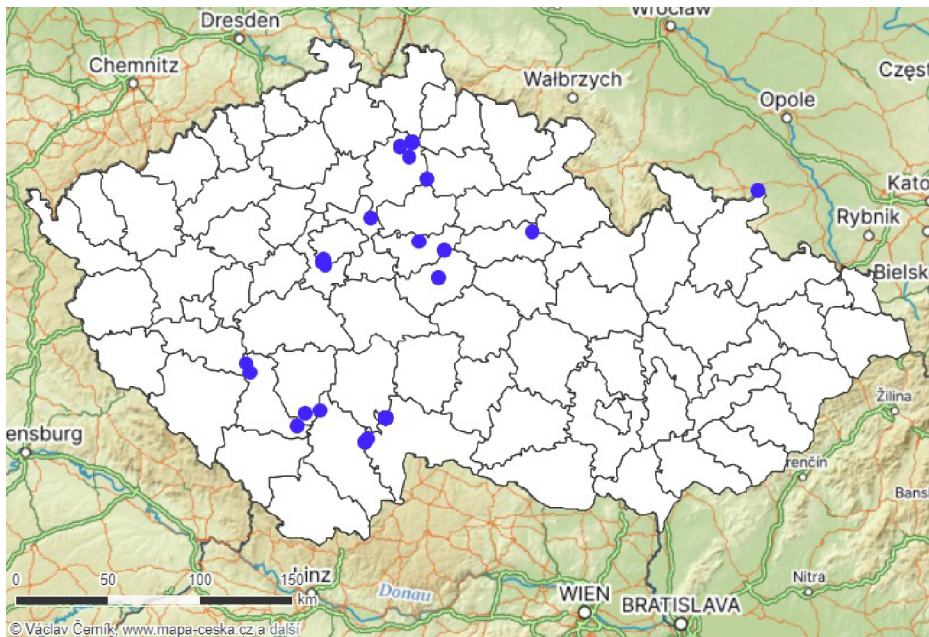 Dresden
Wrocław
Chemnitz
Wałbrzych
Często
Opole
Kato
Rybnik
Bielsk
Žilina
ensburg
renčín
Bansk
0 50 100 150
km
Linz
Donau
Nitra
WIEN
BRATISLAVA
© Václav Černík, www.mapa-ceska.cz a další